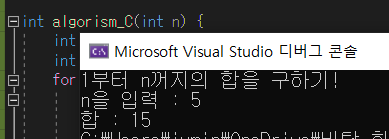 int algorism_C(int n) {
int
int
for
Microsoft Visual Studio 디버그 콘솔
1부터 n까지의 합을 구하기!
n을 입력 : 5
합 : 15